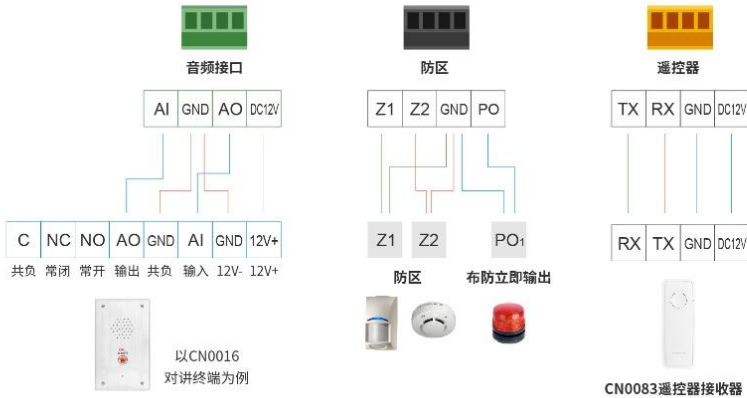 音频接口
防区
遥控器
AI GND AO DC12V
Z1 Z2 GND PO
TX RX GND DC12V
C NC NO AO GND AI GND 12V+
共负 常闭 常开 输出 共负 输入 12V- 12V+
Z1 Z2
PO1
RX TX GND DC12V
防区
布防立即输出
以CN0016
对讲终端为例
CN0083遥控器接收器